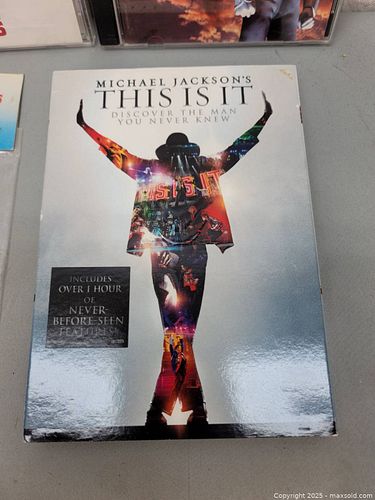 MICHAEL JACKSON'S
THIS IS IT
DISCOVER THE MAN
YOU NEVER KNEW
THIS IS IT
INCLUDES
OVER 1 HOUR
OF
NEVER-
BEFORE-SEEN
FEATURES!
Copyright © 2025 - maxsold.com